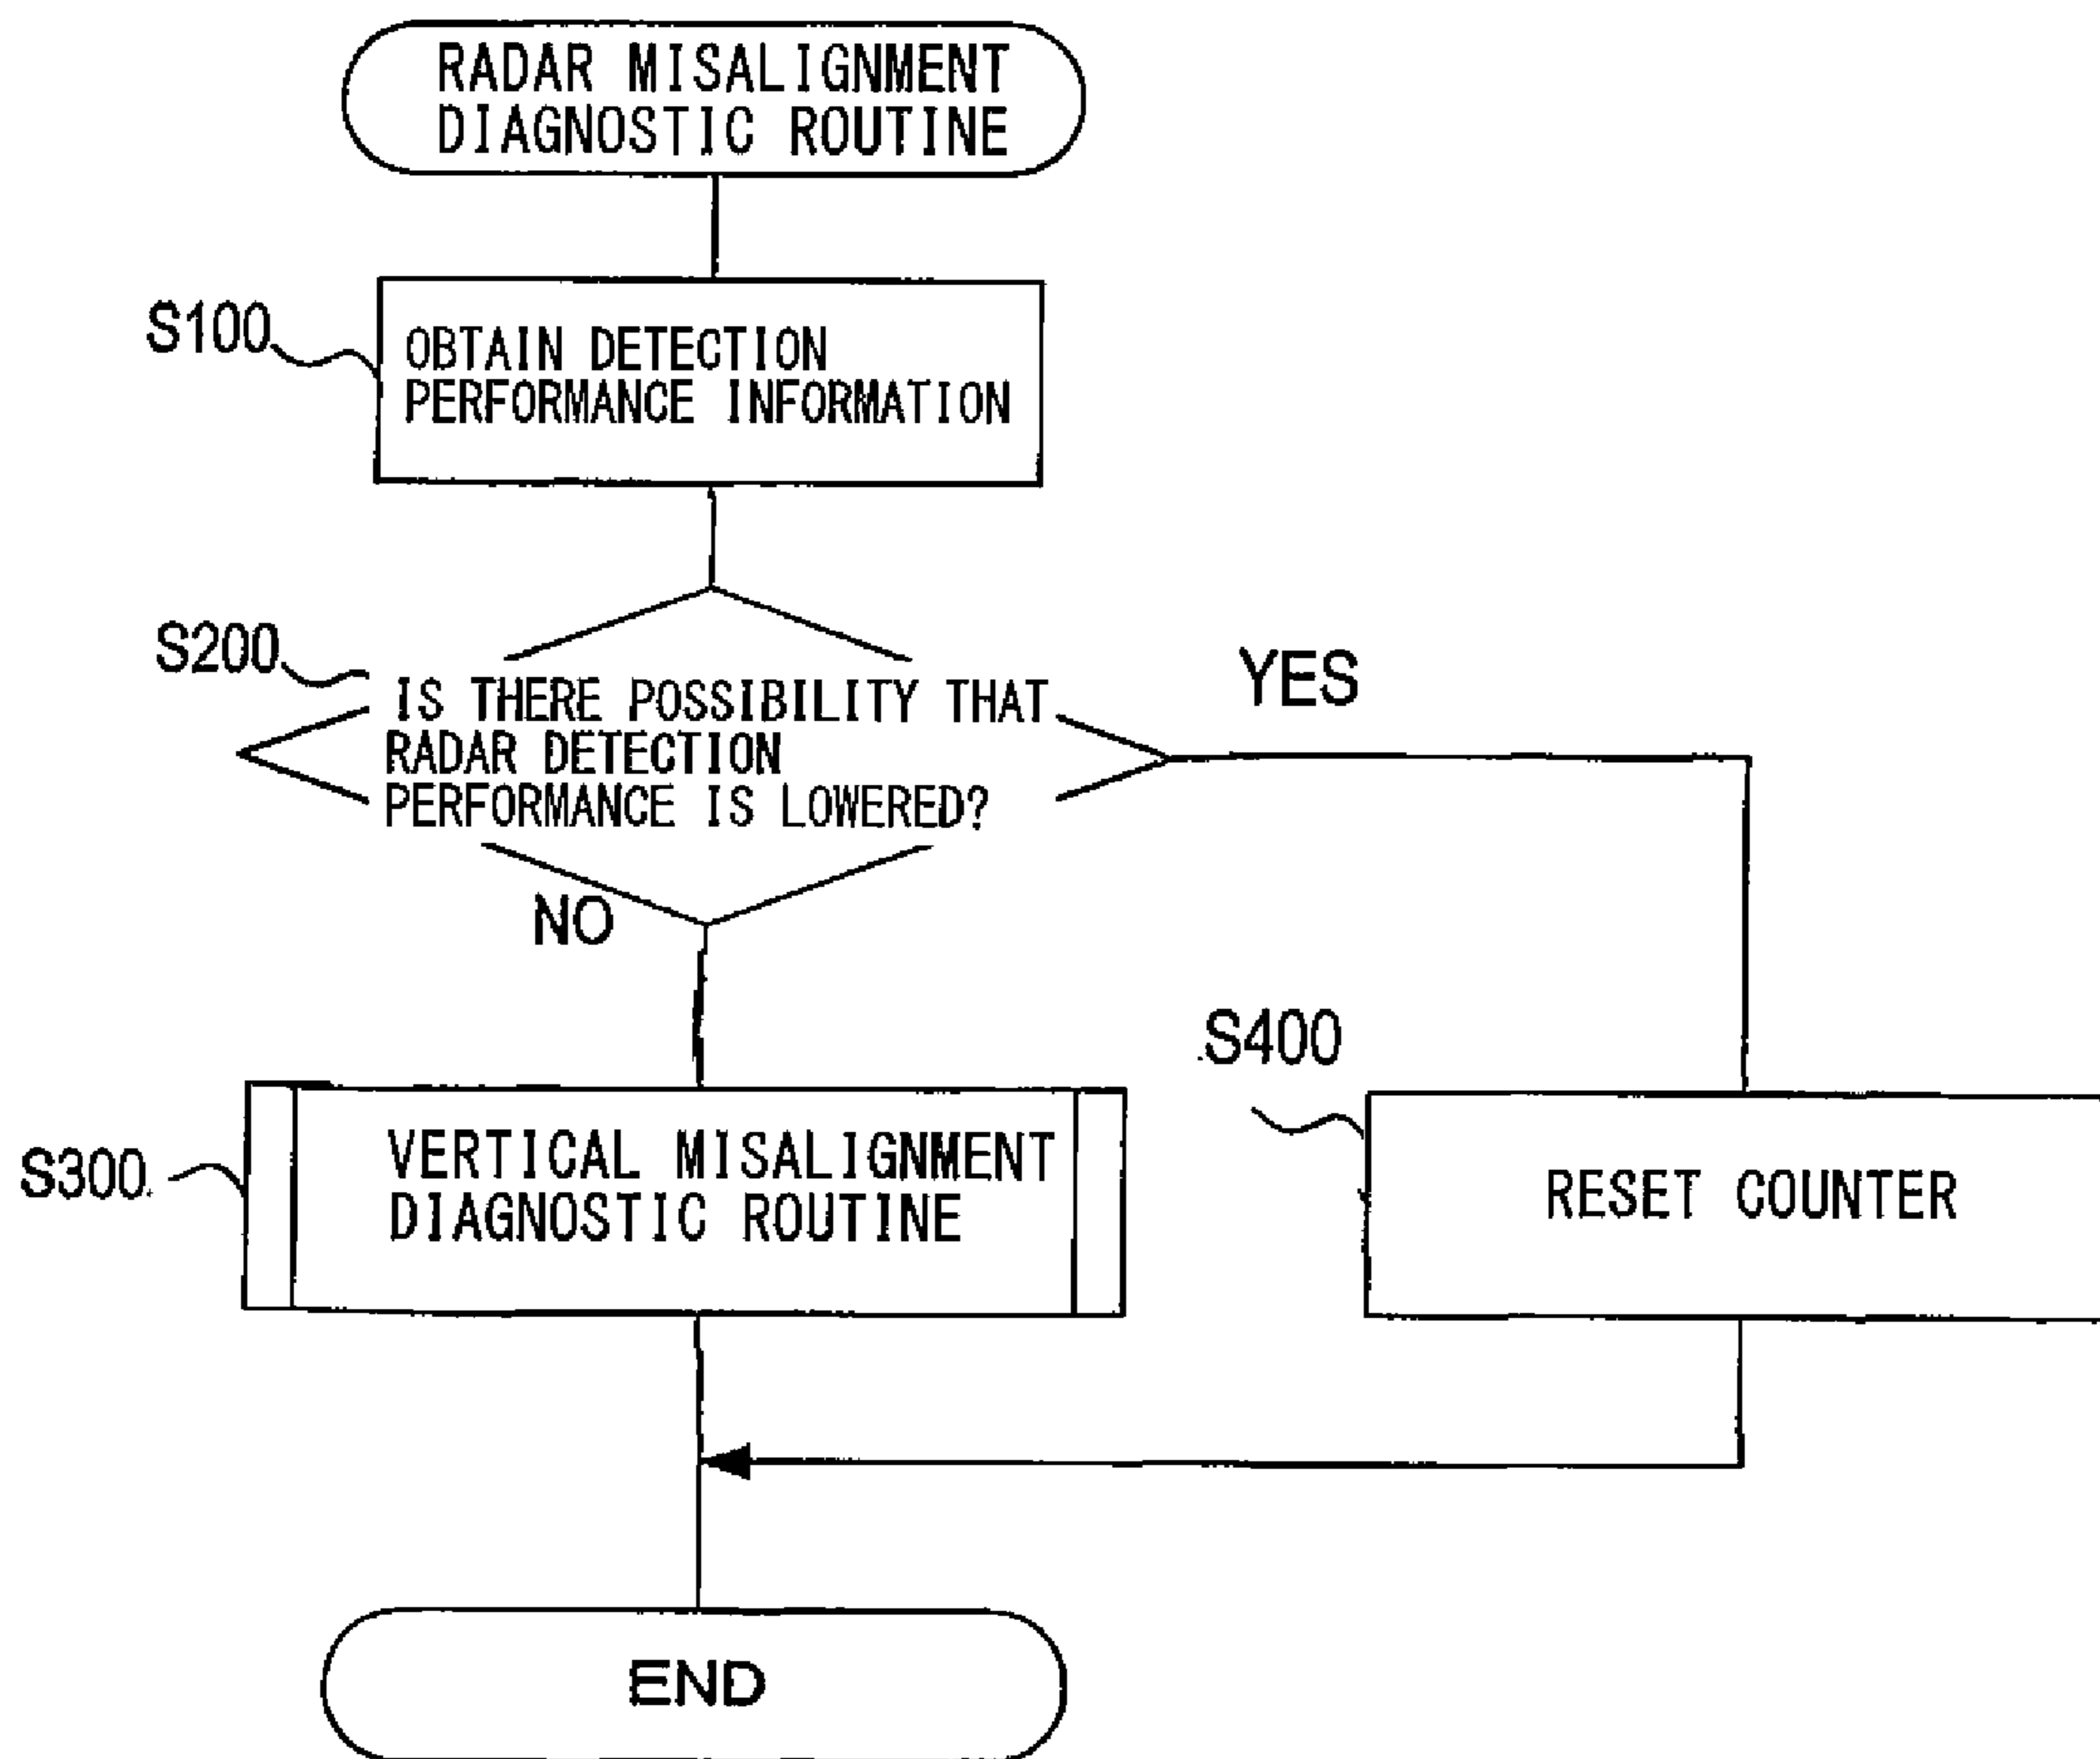 RADAR MISALIGNMENT
DIAGNOSTIC ROUTINE
S100
OBTAIN DETECTION
PERFORMANCE INFORMATION
S200
IS THERE POSSIBILITY THAT
RADAR DETECTION
PERFORMANCE IS LOWERED?
YES
NO
S300
VERTICAL MISALIGNMENT
DIAGNOSTIC ROUTINE
S400
RESET COUNTER
END